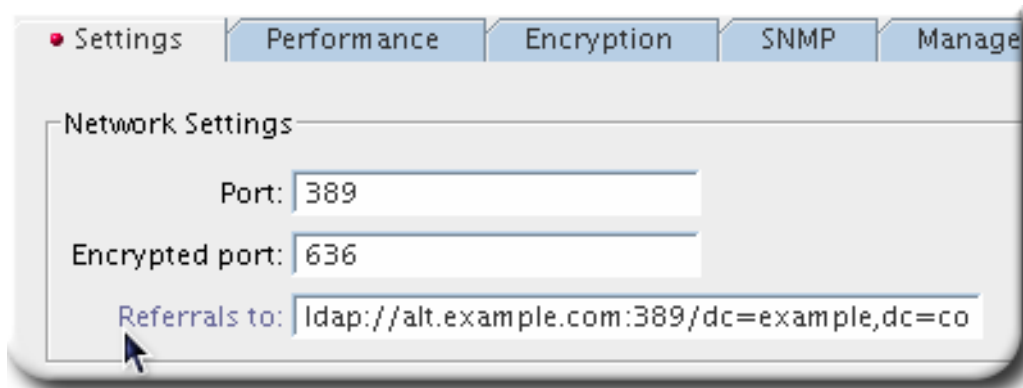 Settings Performance Encryption SNMP Manage
Network Settings
Port: 389
Encrypted port: 636
Referrals to: ldap://alt.example.com:389/dc=example,dc=co